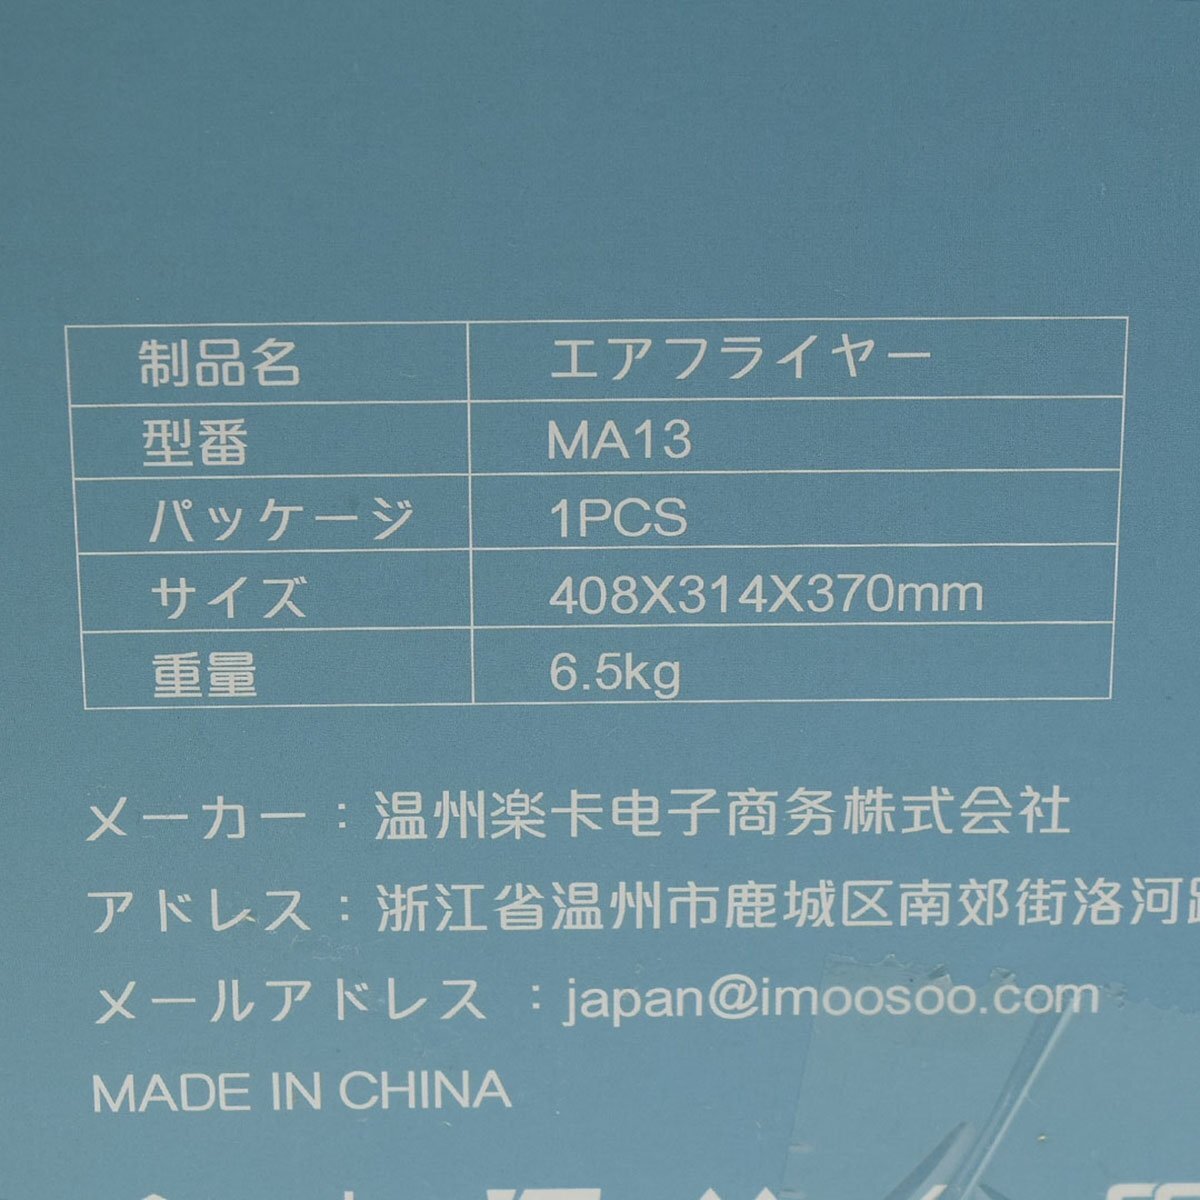 制品名 エアフライヤー
型番 MA13
パッケージ 1PCS
サイズ 408X314X370mm
重量 6.5kg
メーカー：温州楽卡电子商务株式会社
アドレス：浙江省温州市鹿城区南郊街洛河路
メールアドレス：japan@imoosoo.com
MADE IN CHINA